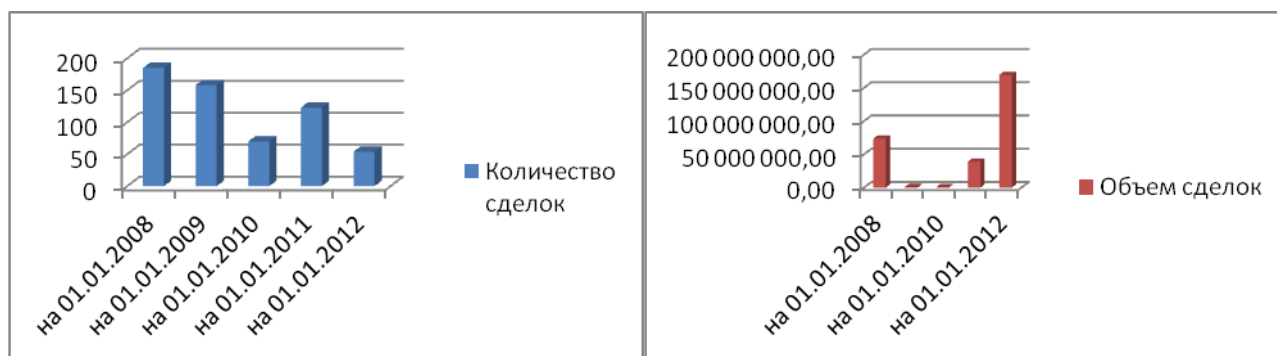 200
150
100
50
0
на 01.01.2008
на 01.01.2009
на 01.01.2010
на 01.01.2011
на 01.01.2012
Количество
сделок
200 000 000,00
150 000 000,00
100 000 000,00
50 000 000,00
0,00
на 01.01.2008
на 01.01.2010
на 01.01.2012
Объем сделок